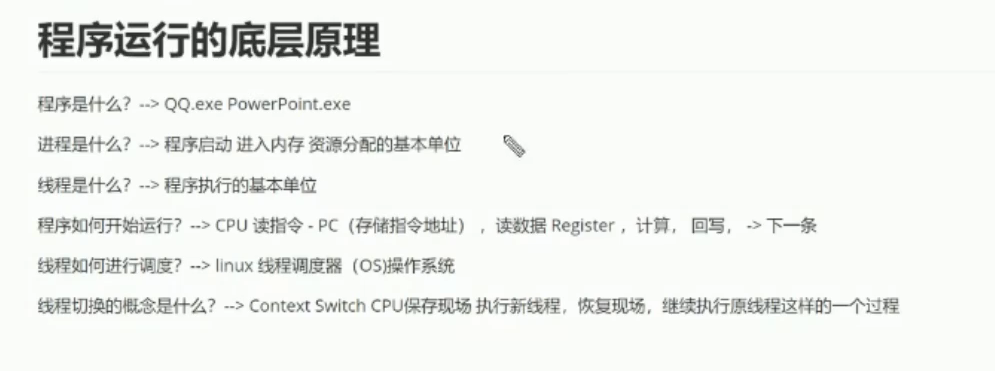 程序运行的底层原理
程序是什么？--> QQ.exe PowerPoint.exe
进程是什么？--> 程序启动 进入内存 资源分配的基本单位
线程是什么？--> 程序执行的基本单位
程序如何开始运行？--> CPU 读指令 - PC（存储指令地址） ，读数据 Register ，计算， 回写， -> 下一条
线程如何进行调度？--> linux 线程调度器（OS)操作系统
线程切换的概念是什么？--> Context Switch CPU保存现场 执行新线程，恢复现场，继续执行原线程这样的一个过程